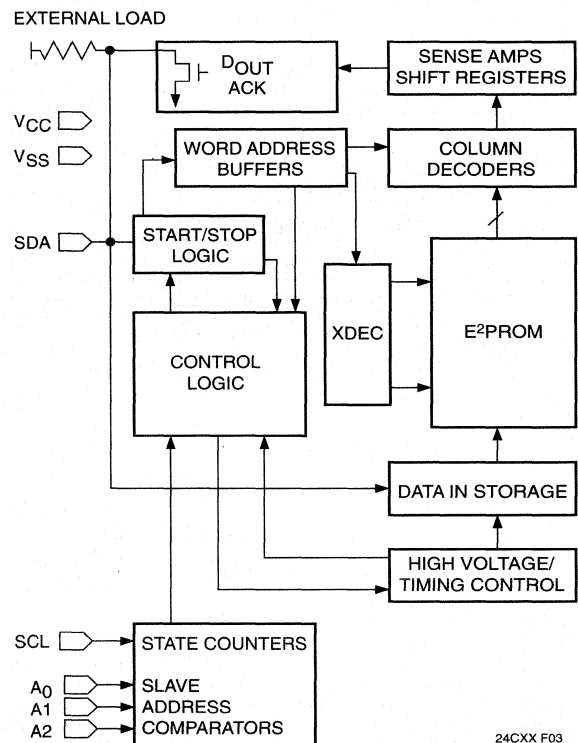 EXTERNAL LOAD
DOUT
ACK
SENSE AMPS
SHIFT REGISTERS
VCC
VSS
WORD ADDRESS
BUFFERS
COLUMN
DECODERS
SDA
START/STOP
LOGIC
CONTROL
LOGIC
XDEC
E²PROM
DATA IN STORAGE
HIGH VOLTAGE/
TIMING CONTROL
SCL
STATE COUNTERS
A0
SLAVE
A1
ADDRESS
A2
COMPARATORS
24CXX F03